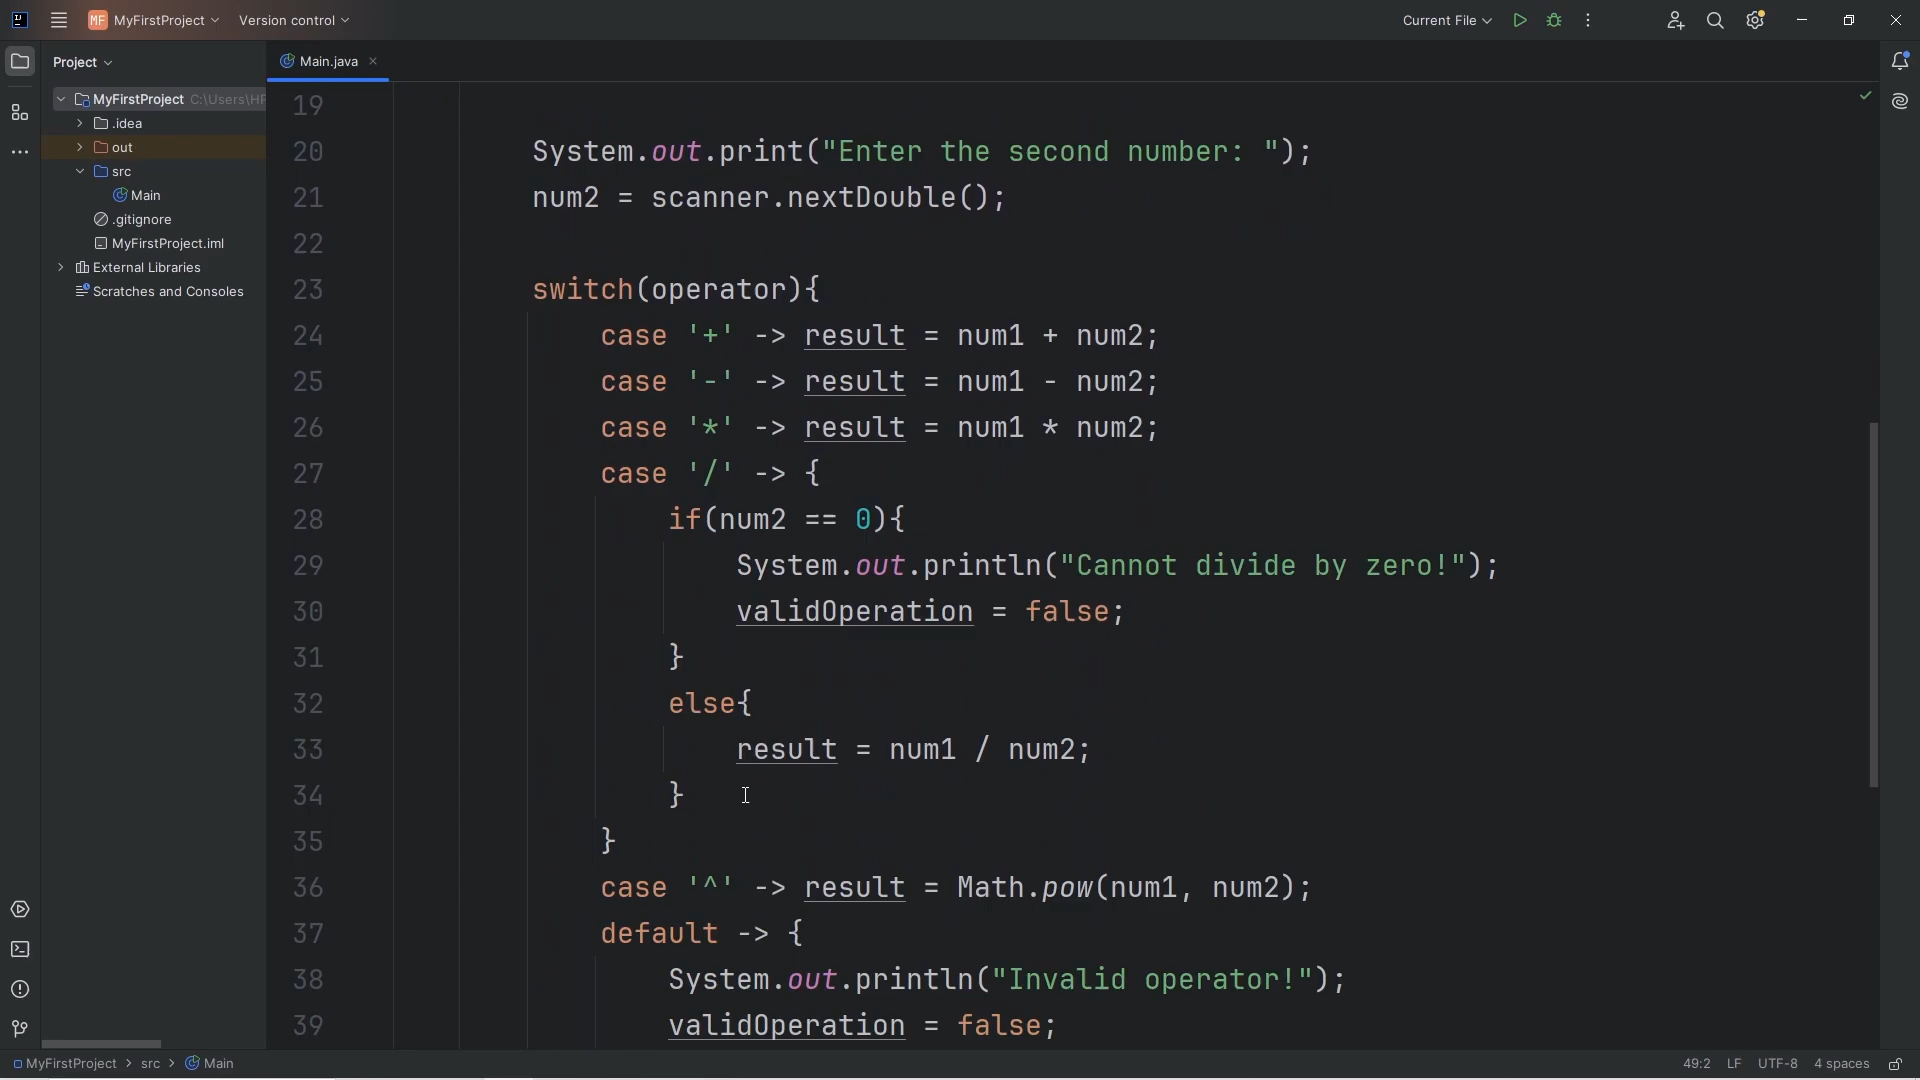 MF MyFirstProject Version control Current File
Project Main.java
MyFirstProject C:\Users\HP
.idea
out
src
Main
.gitignore
MyFirstProject.iml
External Libraries
Scratches and Consoles
19
20 System.out.print("Enter the second number: ");
21 num2 = scanner.nextDouble();
22
23 switch(operator){
24 case '+' -> result = num1 + num2;
25 case '-' -> result = num1 - num2;
26 case '*' -> result = num1 * num2;
27 case '/' -> {
28 if(num2 == 0){
29 System.out.println("Cannot divide by zero!");
30 validOperation = false;
31 }
32 else{
33 result = num1 / num2;
34 }
35 }
36 case '^' -> result = Math.pow(num1, num2);
37 default -> {
38 System.out.println("Invalid operator!");
39 validOperation = false;
MyFirstProject > src > Main 49:2 LF UTF-8 4 spaces